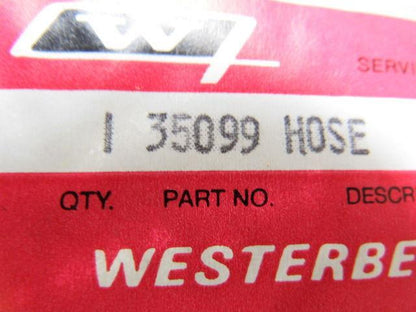 SERVI
1 35099 HOSE
QTY. PART NO. DESCR
WESTERBE